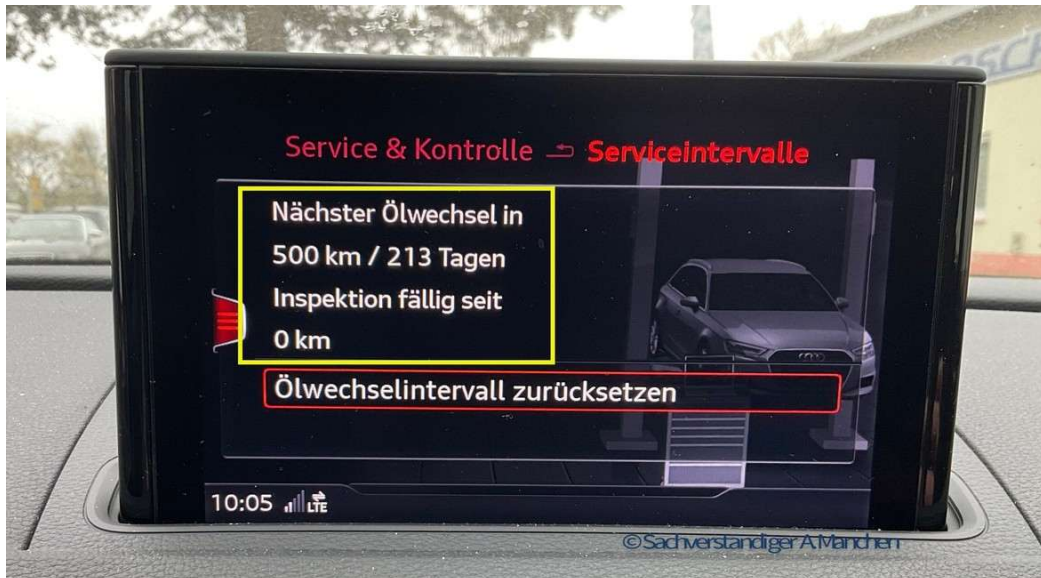 Service & Kontrolle Serviceintervalle
Nächster Ölwechsel in
500 km / 213 Tagen
Inspektion fällig seit
0 km
Ölwechselintervall zurücksetzen
10:05 LTE
©Sachverständiger A.Manchen